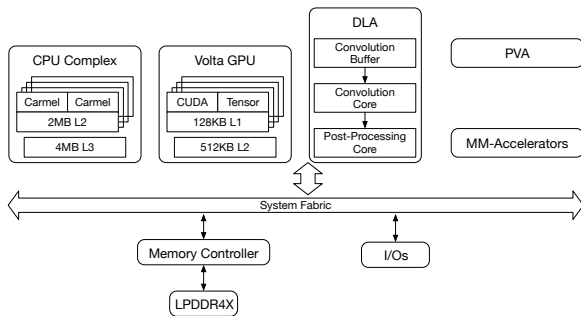 CPU Complex
Carmel Carmel
2MB L2
4MB L3
Volta GPU
CUDA Tensor
128KB L1
512KB L2
DLA
Convolution
Buffer
Convolution
Core
Post-Processing
Core
PVA
MM-Accelerators
System Fabric
Memory Controller
I/Os
LPDDR4X